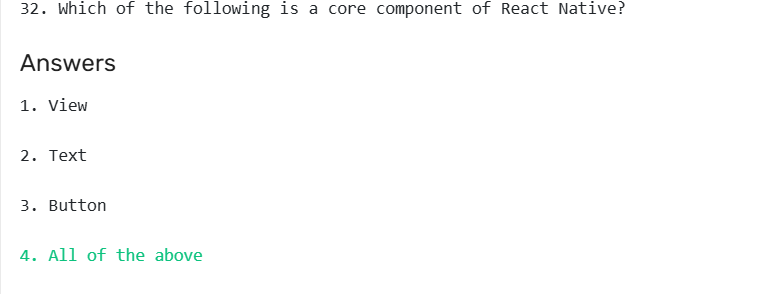 32. Which of the following is a core component of React Native?
Answers
1. View
2. Text
3. Button
4. All of the above